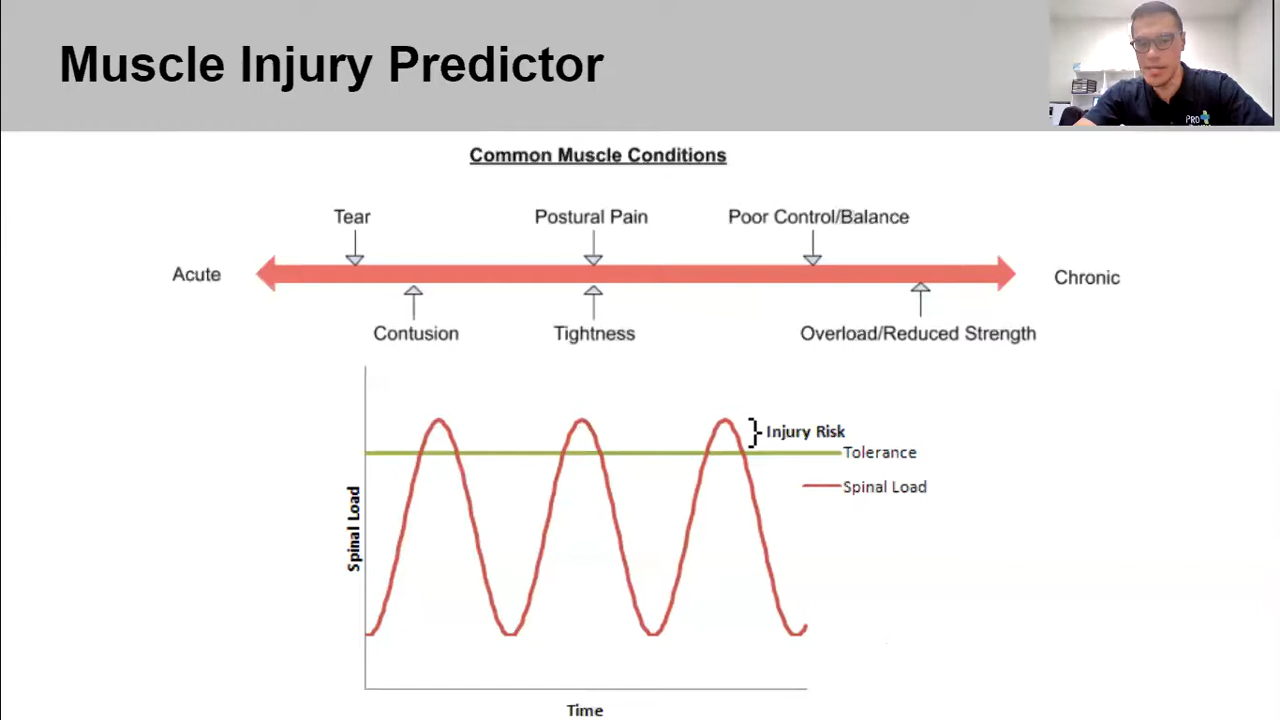 Muscle Injury Predictor
PRO
Common Muscle Conditions
Tear
Postural Pain
Poor Control/Balance
Acute
Chronic
Contusion
Tightness
Overload/Reduced Strength
Injury Risk
Tolerance
Spinal Load
Spinal Load
Time